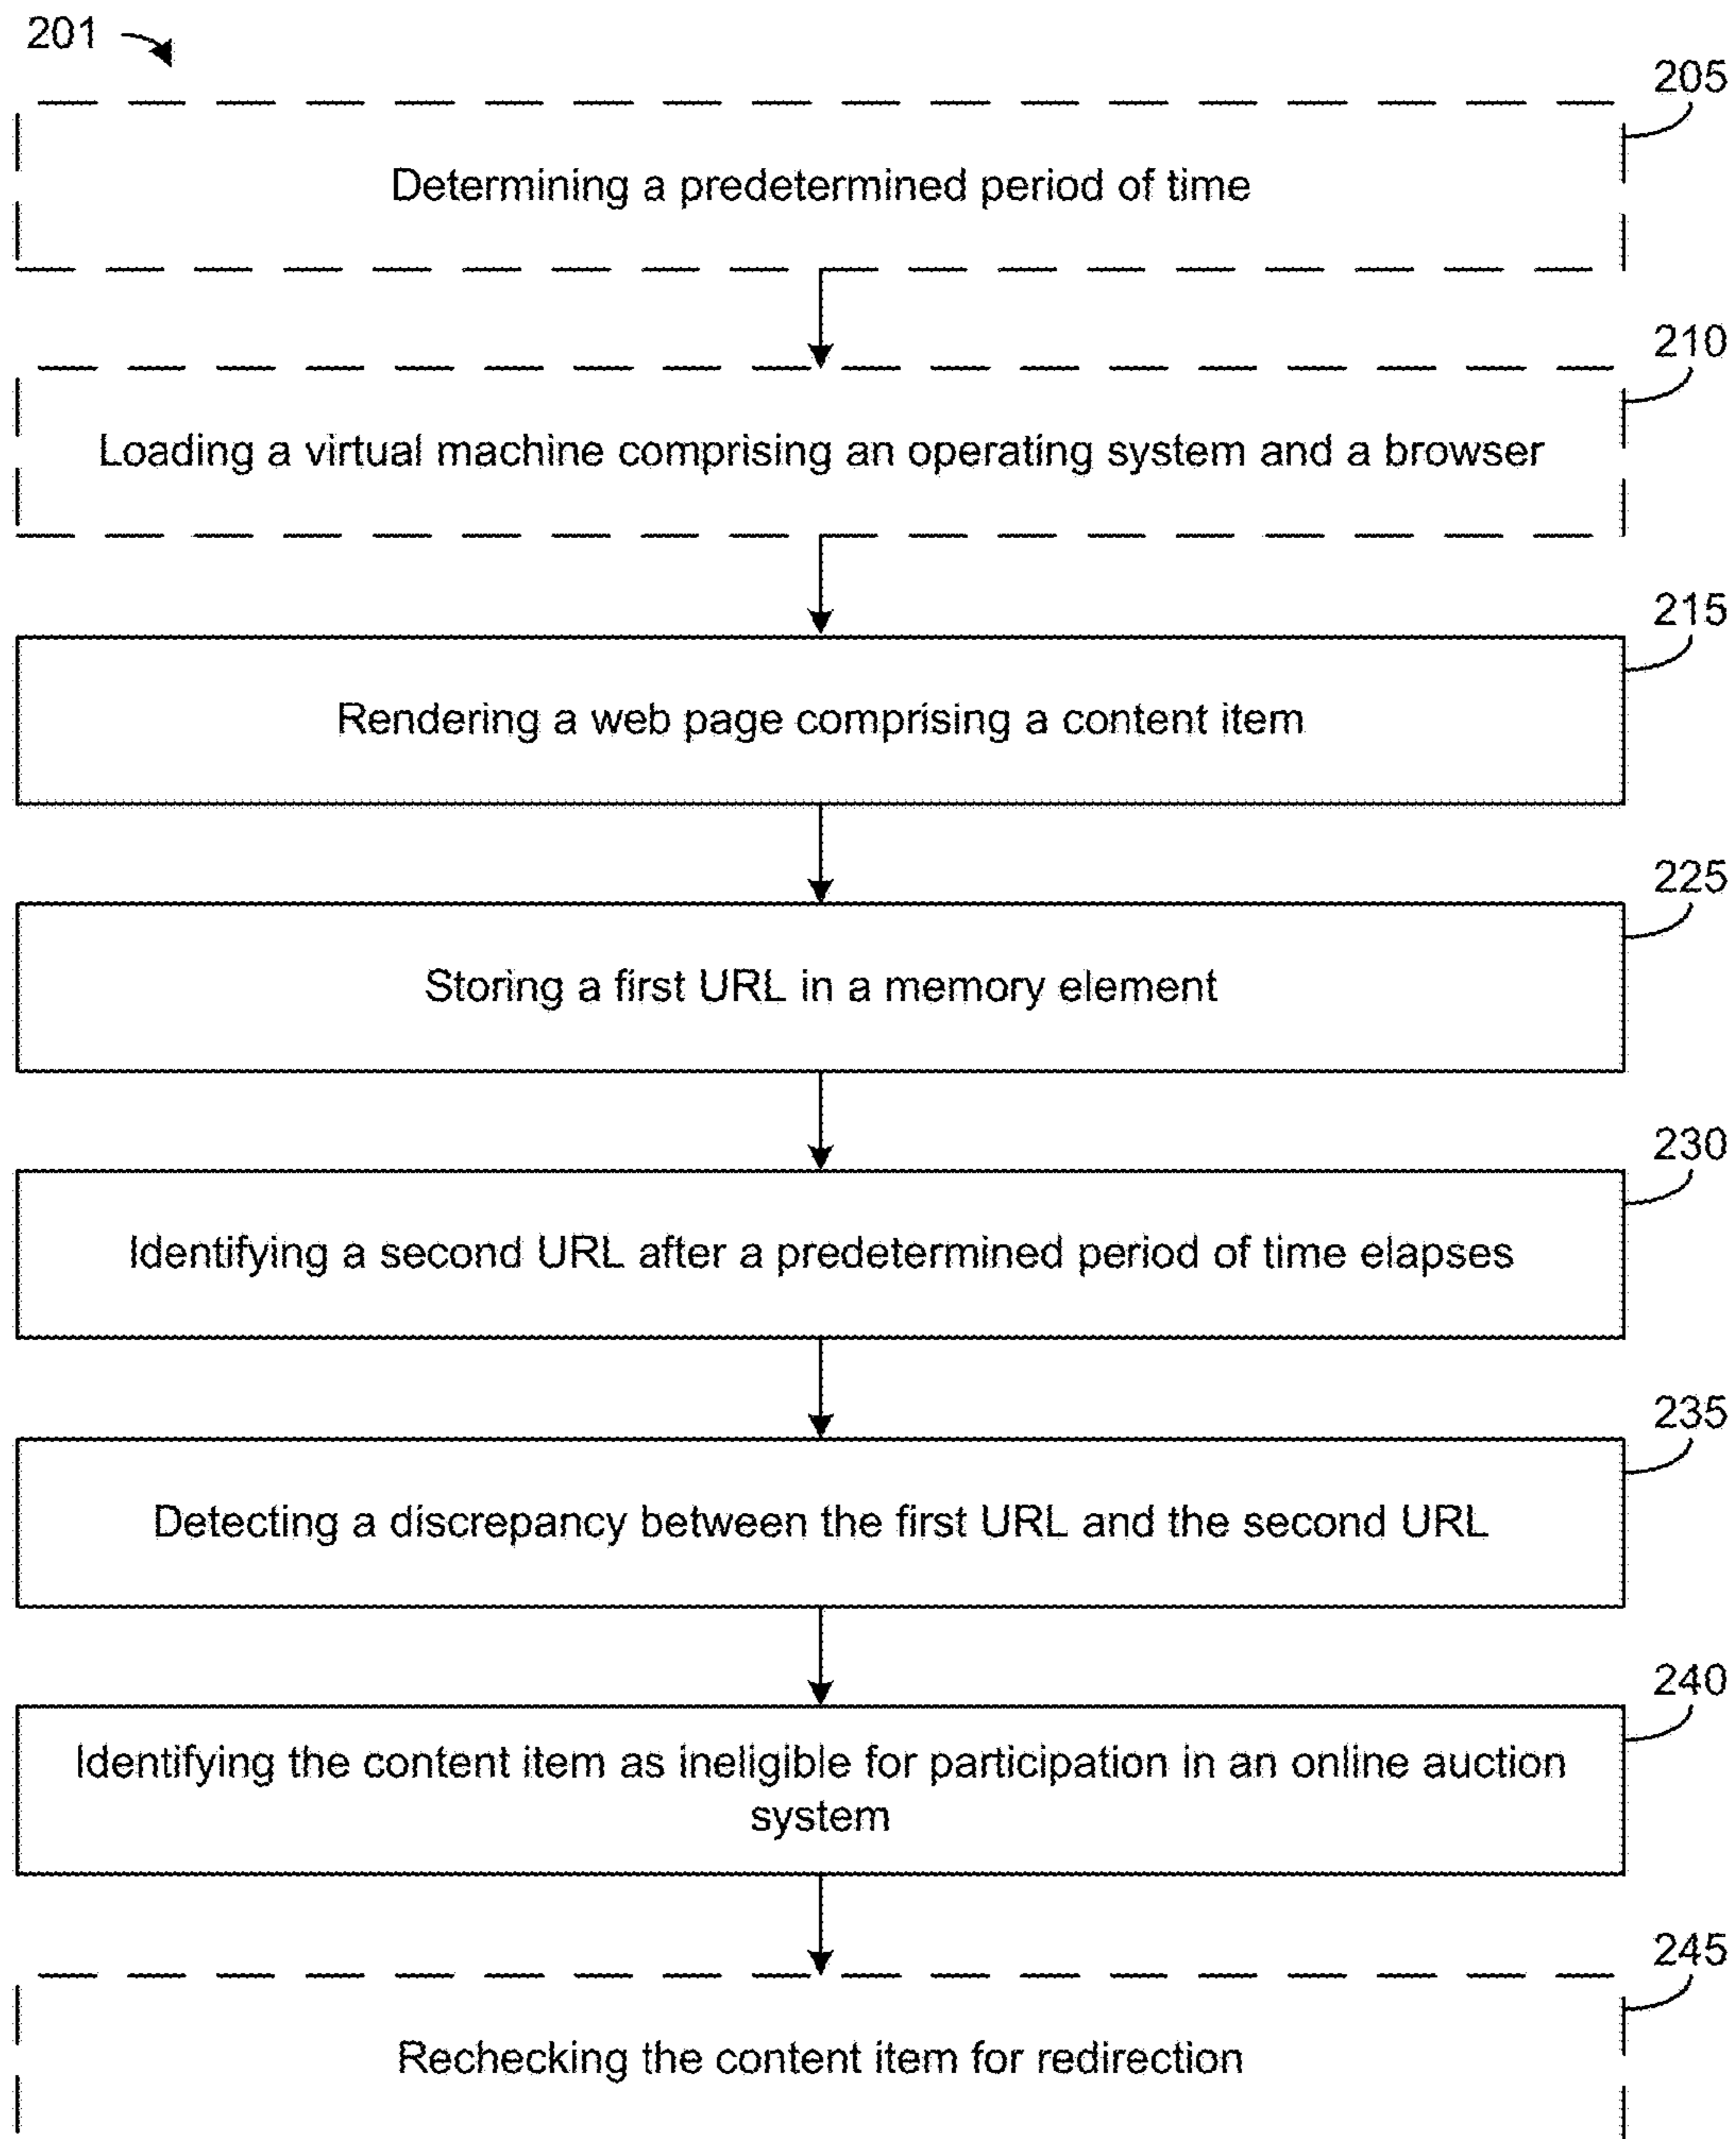 201
205
Determining a predetermined period of time
210
Loading a virtual machine comprising an operating system and a browser
215
Rendering a web page comprising a content item
225
Storing a first URL in a memory element
230
Identifying a second URL after a predetermined period of time elapses
235
Detecting a discrepancy between the first URL and the second URL
240
Identifying the content item as ineligible for participation in an online auction
system
245
Rechecking the content item for redirection